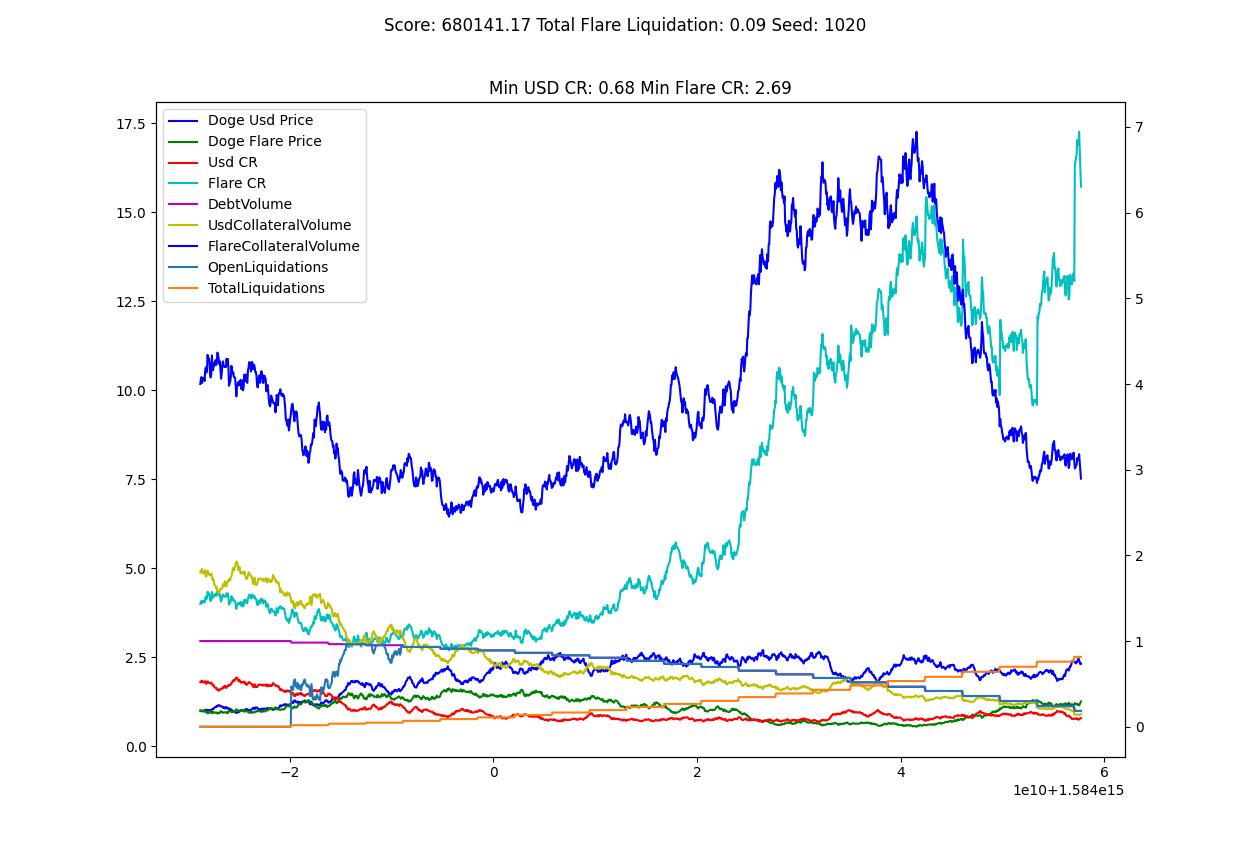 Score: 680141.17 Total Flare Liquidation: 0.09 Seed: 1020
Min USD CR: 0.68 Min Flare CR: 2.69
Doge Usd Price
Doge Flare Price
Usd CR
Flare CR
DebtVolume
UsdCollateralVolume
FlareCollateralVolume
OpenLiquidations
TotalLiquidations
17.5
15.0
12.5
10.0
7.5
5.0
2.5
0.0
7
6
5
4
3
2
1
0
−2
0
2
4
6
1e10+1.584e15